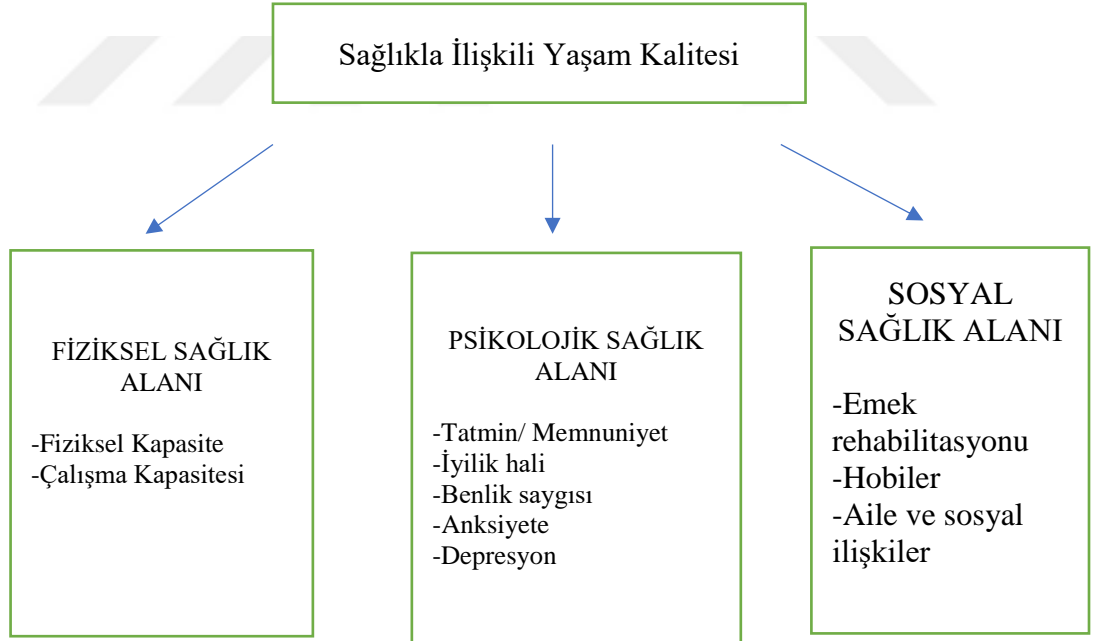 Sağlıkla İlişkili Yaşam Kalitesi
FİZİKSEL SAĞLIK
ALANI
-Fiziksel Kapasite
-Çalışma Kapasitesi
PSİKOLOJİK SAĞLIK
ALANI
-Tatmin/ Memnuniyet
-İyilik hali
-Benlik saygısı
-Anksiyete
-Depresyon
SOSYAL
SAĞLIK ALANI
-Emek
rehabilitasyonu
-Hobiler
-Aile ve sosyal
ilişkiler